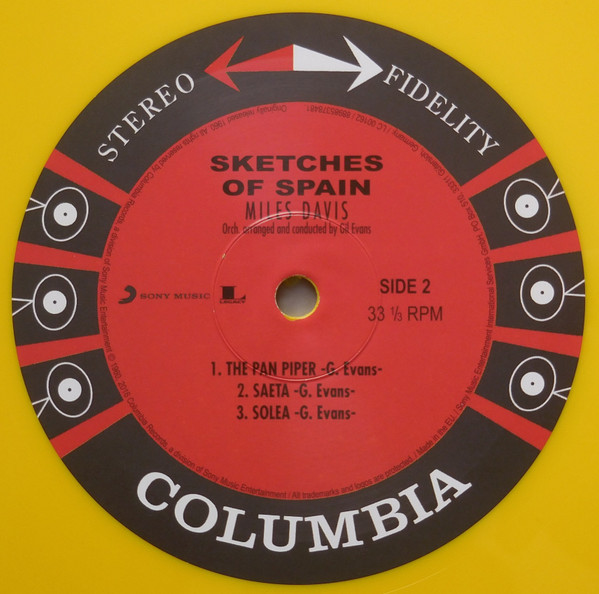 STEREO FIDELITY
SKETCHES
OF SPAIN
MILES DAVIS
Orch. arranged and conducted by Gil Evans
SONY MUSIC
LEGACY
SIDE 2
33 ⅓ RPM
1. THE PAN PIPER -G. Evans-
2. SAETA -G. Evans-
3. SOLEA -G. Evans-
COLUMBIA